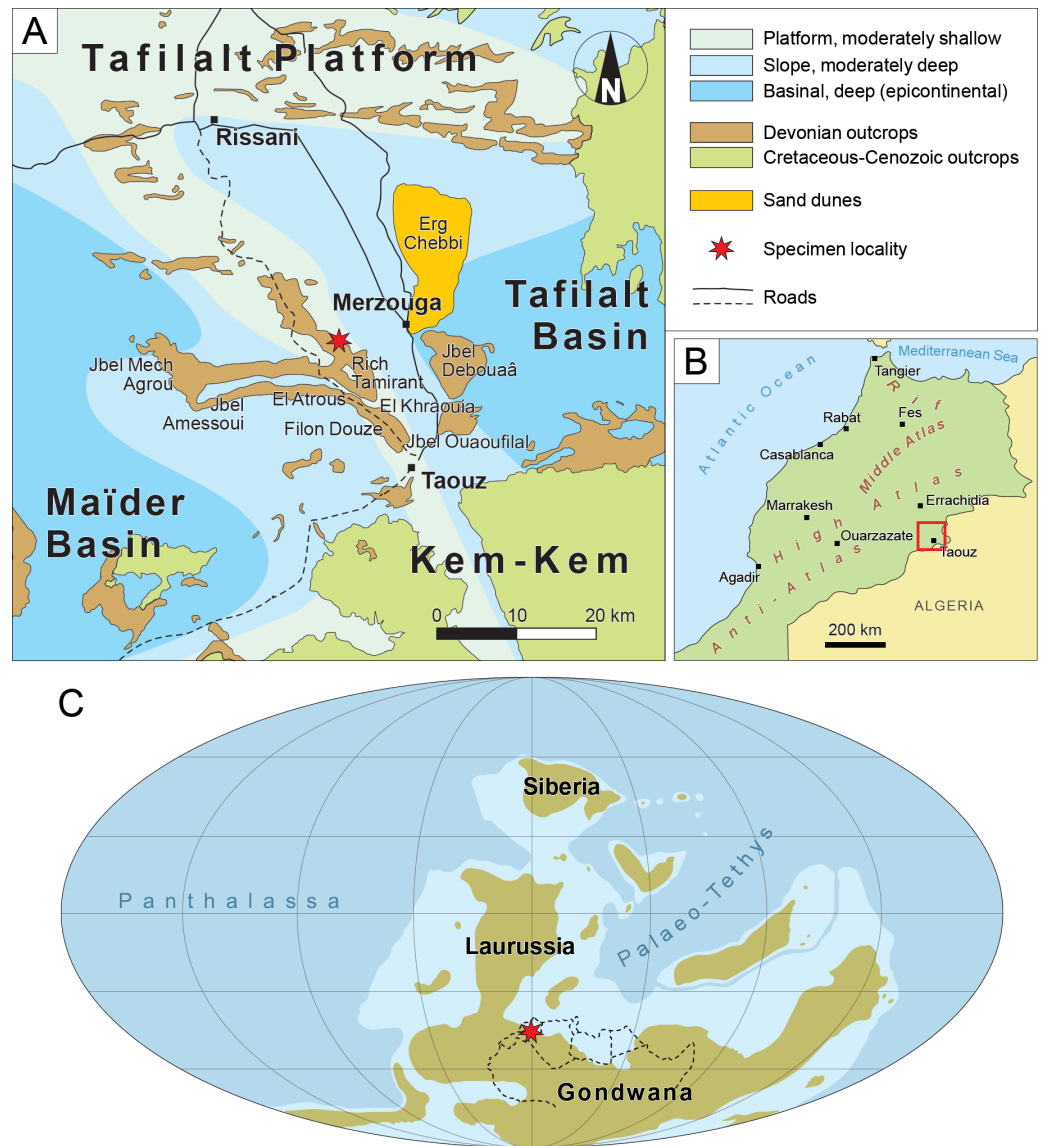 A
Tafilalt Platform
N
Rissani
Erg
Chebbi
Merzouga
Tafilalt
Basin
Jbel Mech
Agrou
Rich
Tamirant
Jbel
Debouaâ
Jbel
Amessoui
El Atrous
El Khraouia
Filon Douze
Jbel Ouaoufilal
Taouz
Maïder
Basin
Kem-Kem
0 10 20 km
Platform, moderately shallow
Slope, moderately deep
Basinal, deep (epicontinental)
Devonian outcrops
Cretaceous-Cenozoic outcrops
Sand dunes
Specimen locality
Roads
B
Atlantic Ocean
Mediterranean Sea
Tangier
Rif
Rabat
Fes
Casablanca
Middle Atlas
Marrakesh
High Atlas
Errachidia
Ouarzazate
Taouz
Agadir
Anti-Atlas
ALGERIA
200 km
C
Siberia
Panthalassa
Palaeo-Tethys
Laurussia
Gondwana